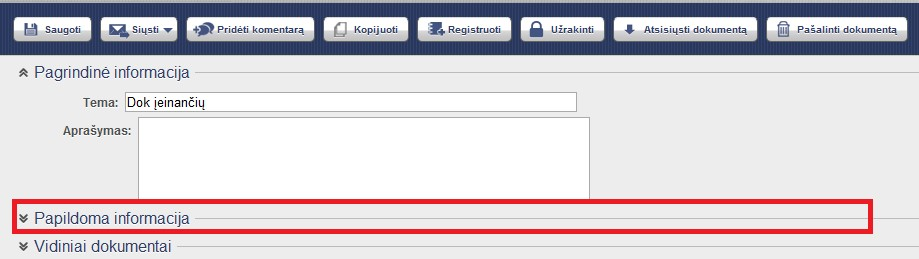 Saugoti Siųsti Pridėti komentarą Kopijuoti Registruoti Užrakinti Atsisiųsti dokumentą Pašalinti dokumentą
Pagrindinė informacija
Tema: Dok įeinančių
Aprašymas:
Papildoma informacija
Vidiniai dokumentai